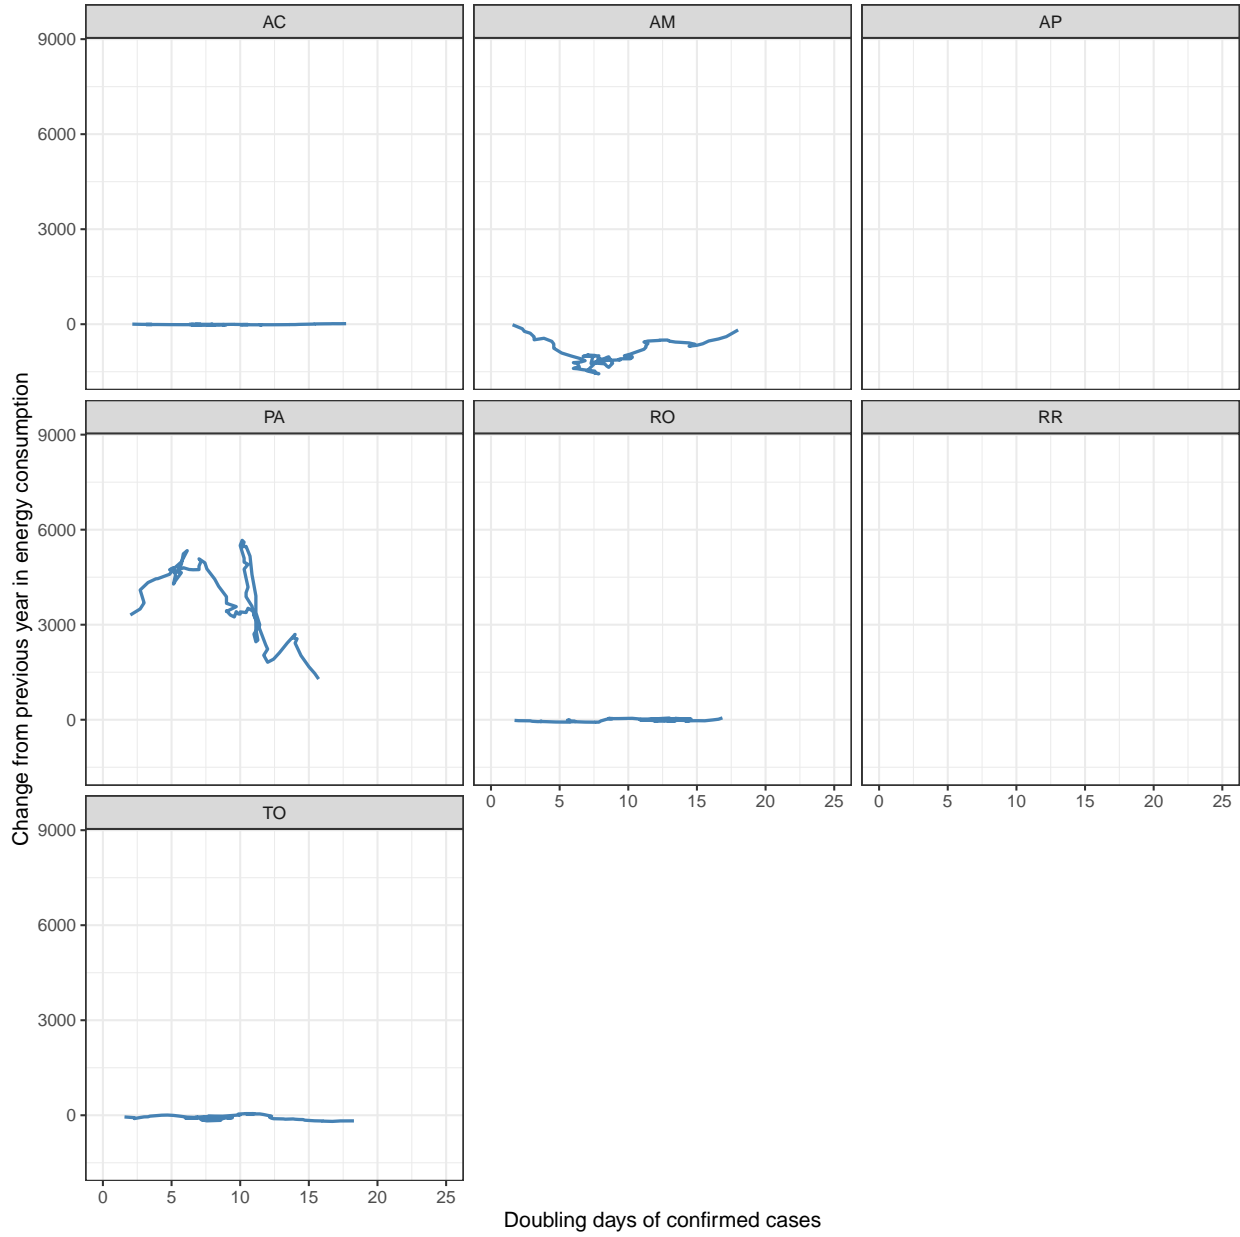 AC AM AP
9000
6000
3000
0
PA RO RR
9000
6000
3000
0
0 5 10 15 20 25 0 5 10 15 20 25
TO
9000
6000
3000
0
0 5 10 15 20 25
Change from previous year in energy consumption
Doubling days of confirmed cases